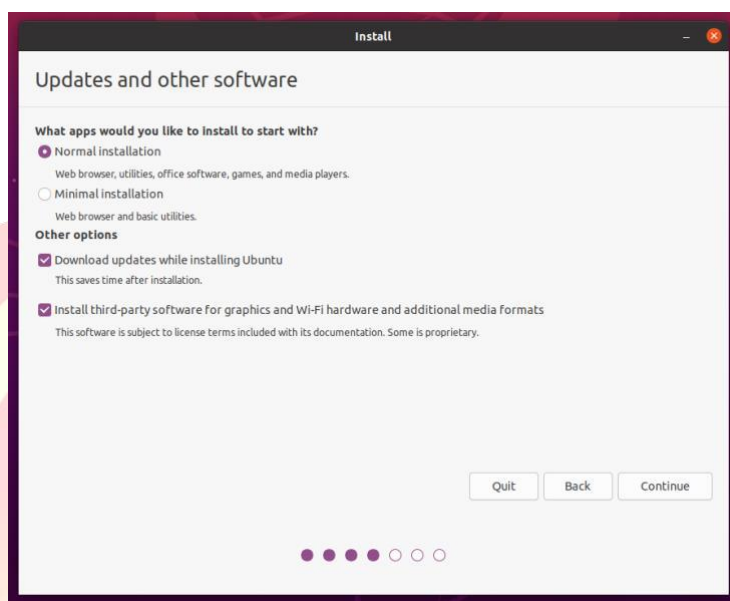 Install
Updates and other software
What apps would you like to install to start with?
Normal installation
Web browser, utilities, office software, games, and media players.
Minimal installation
Web browser and basic utilities.
Other options
Download updates while installing Ubuntu
This saves time after installation.
Install third-party software for graphics and Wi-Fi hardware and additional media formats
This software is subject to license terms included with its documentation. Some is proprietary.
Quit Back Continue